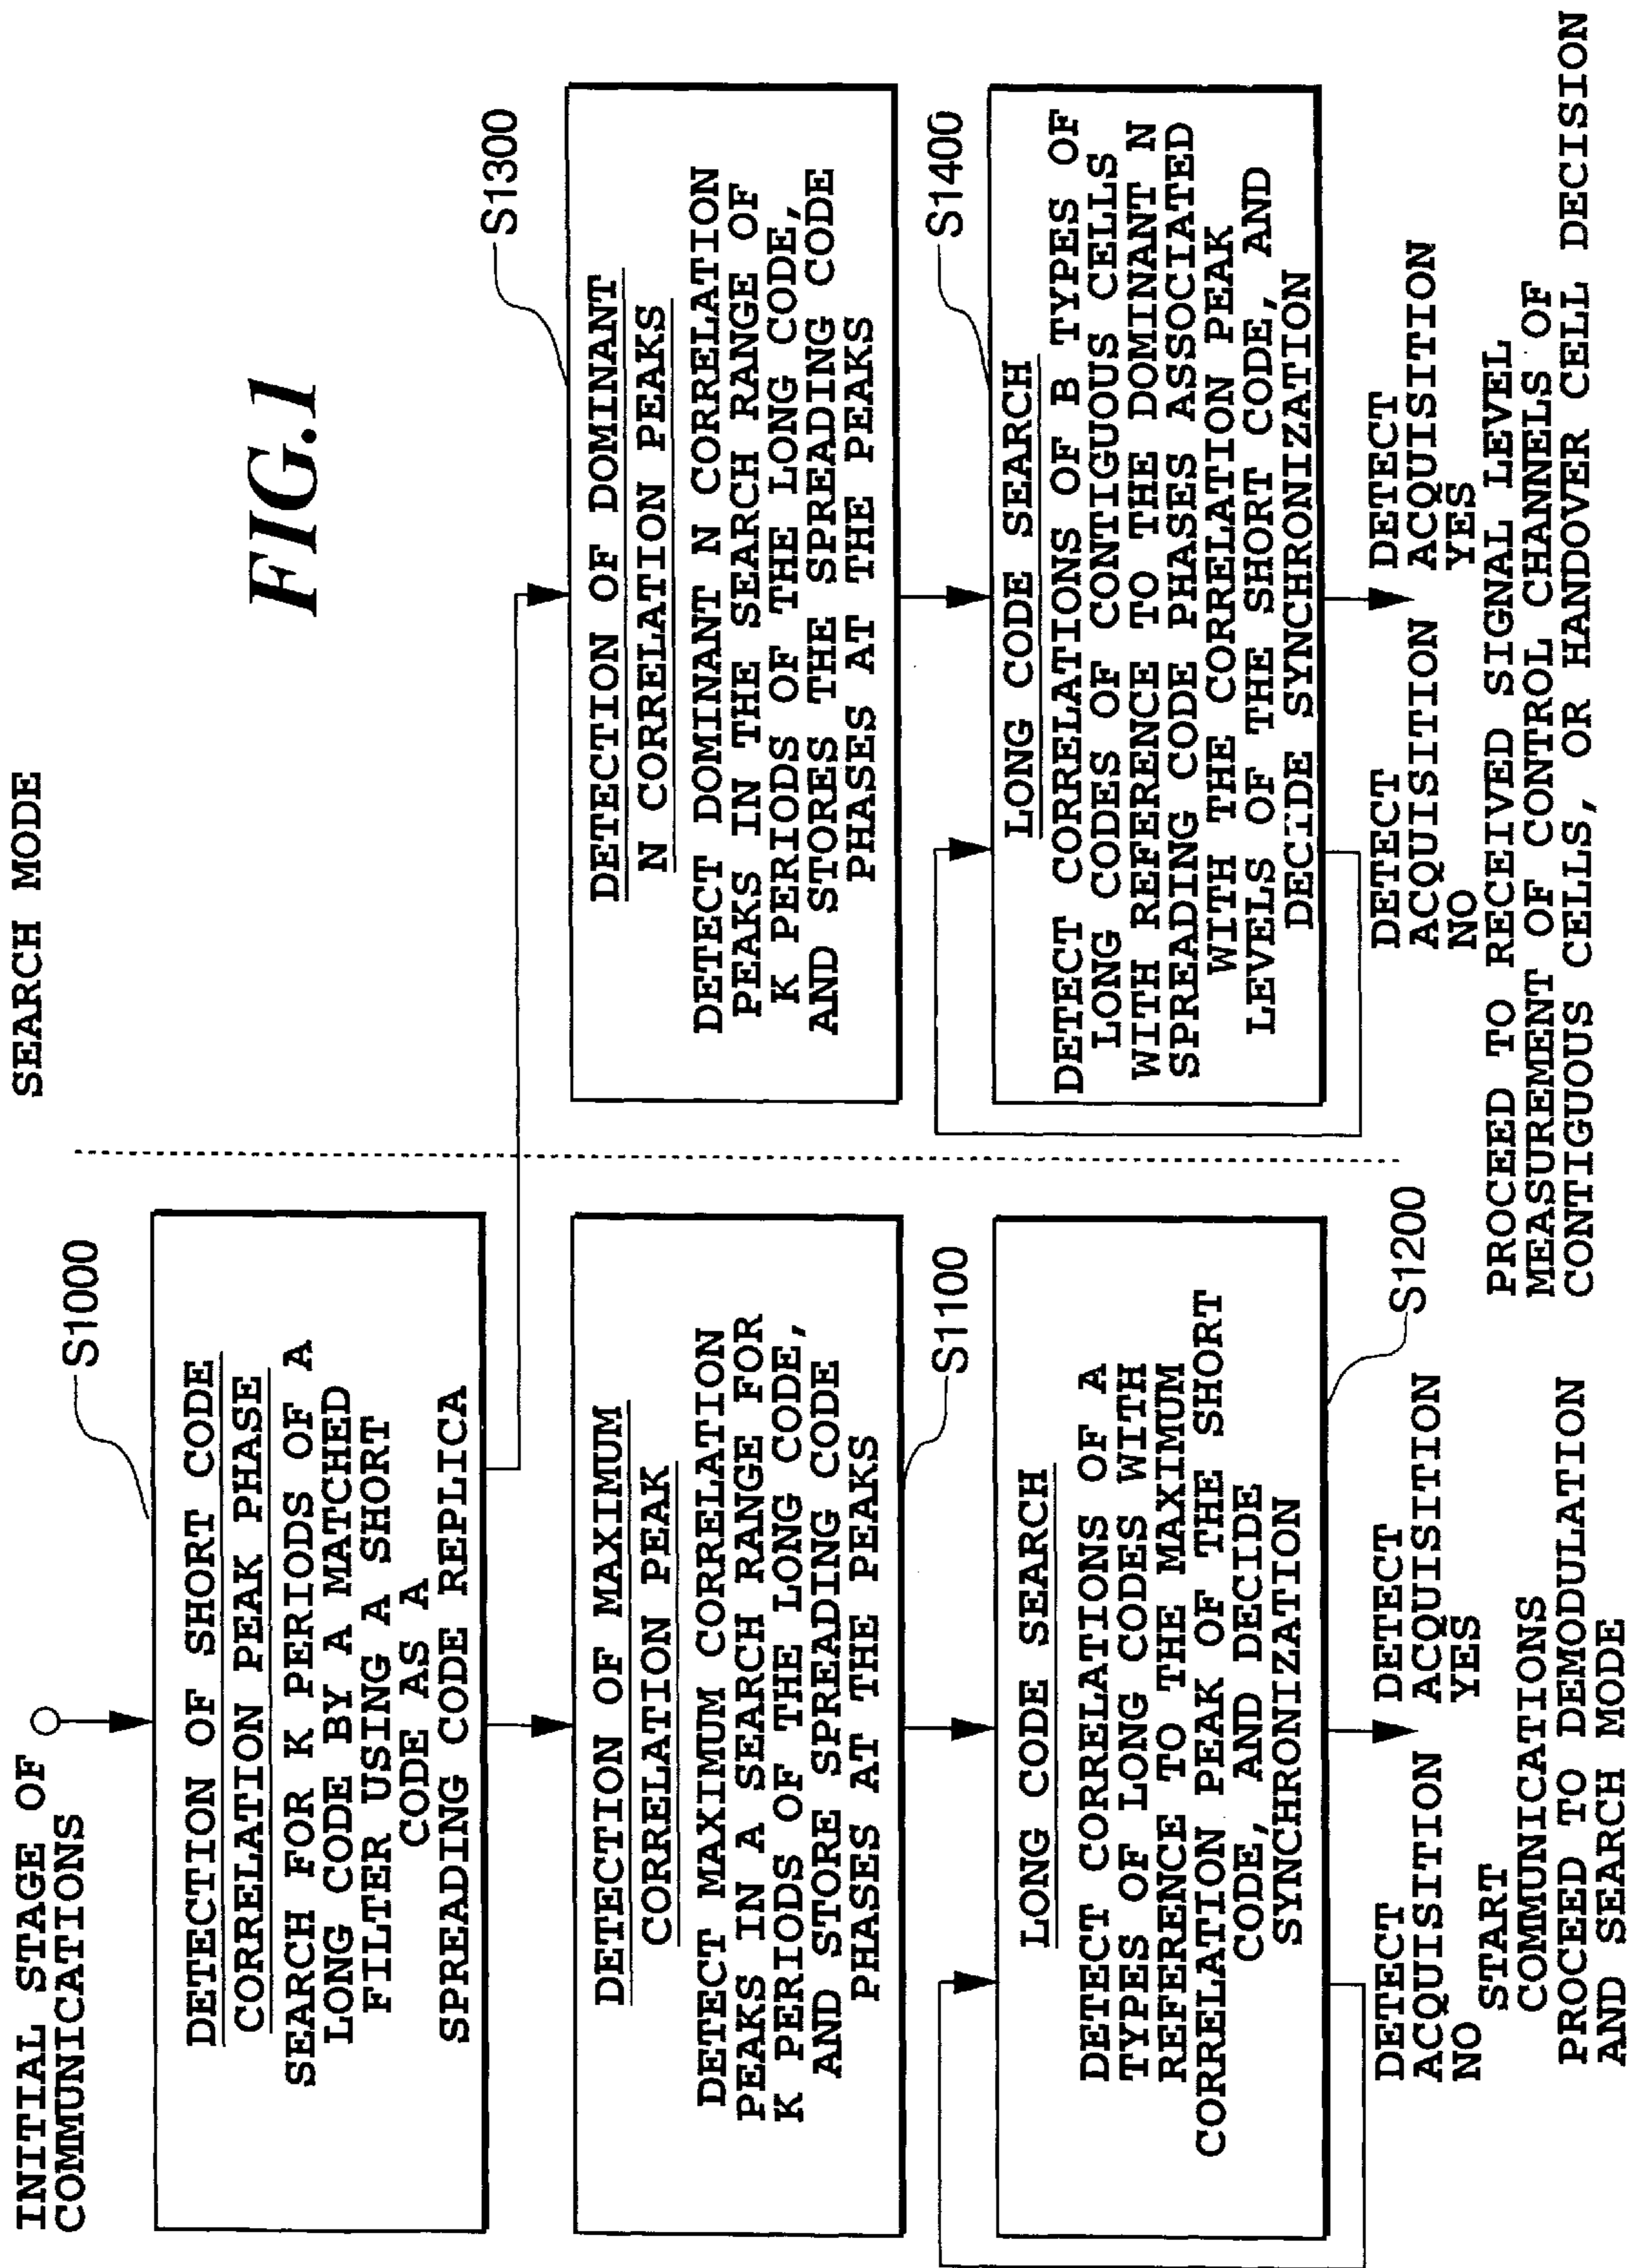 FIG.1
INITIAL STAGE OF
COMMUNICATIONS
S1000
DETECTION OF SHORT CODE
CORRELATION PEAK PHASE
SEARCH FOR K PERIODS OF A
LONG CODE BY A MATCHED
FILTER USING A SHORT
CODE AS A
SPREADING CODE REPLICA
DETECTION OF MAXIMUM
CORRELATION PEAK
DETECT MAXIMUM CORRELATION
PEAKS IN A SEARCH RANGE FOR
K PERIODS OF THE LONG CODE,
AND STORE SPREADING CODE
PHASES AT THE PEAKS
S1100
LONG CODE SEARCH
DETECT CORRELATIONS OF A
TYPES OF LONG CODES WITH
REFERENCE TO THE MAXIMUM
CORRELATION PEAK OF THE SHORT
CODE, AND DECIDE
SYNCHRONIZATION
S1200
DETECT
ACQUISITION
NO
DETECT
ACQUISITION
YES
START
COMMUNICATIONS
PROCEED TO DEMODULATION
AND SEARCH MODE
SEARCH MODE
S1300
DETECTION OF DOMINANT
N CORRELATION PEAKS
DETECT DOMINANT N CORRELATION
PEAKS IN THE SEARCH RANGE OF
K PERIODS OF THE LONG CODE,
AND STORES THE SPREADING CODE
PHASES AT THE PEAKS
S1400
LONG CODE SEARCH
DETECT CORRELATIONS OF B TYPES OF
LONG CODES OF CONTIGUOUS CELLS
WITH REFERENCE TO THE DOMINANT N
SPREADING CODE PHASES ASSOCIATED
WITH THE CORRELATION PEAK
LEVELS OF THE SHORT CODE, AND
DECIDE SYNCHRONIZATION
DETECT
ACQUISITION
NO
DETECT
ACQUISITION
YES
PROCEED TO RECEIVED SIGNAL LEVEL
MEASUREMENT OF CONTROL CHANNELS OF
CONTIGUOUS CELLS, OR HANDOVER CELL DECISION